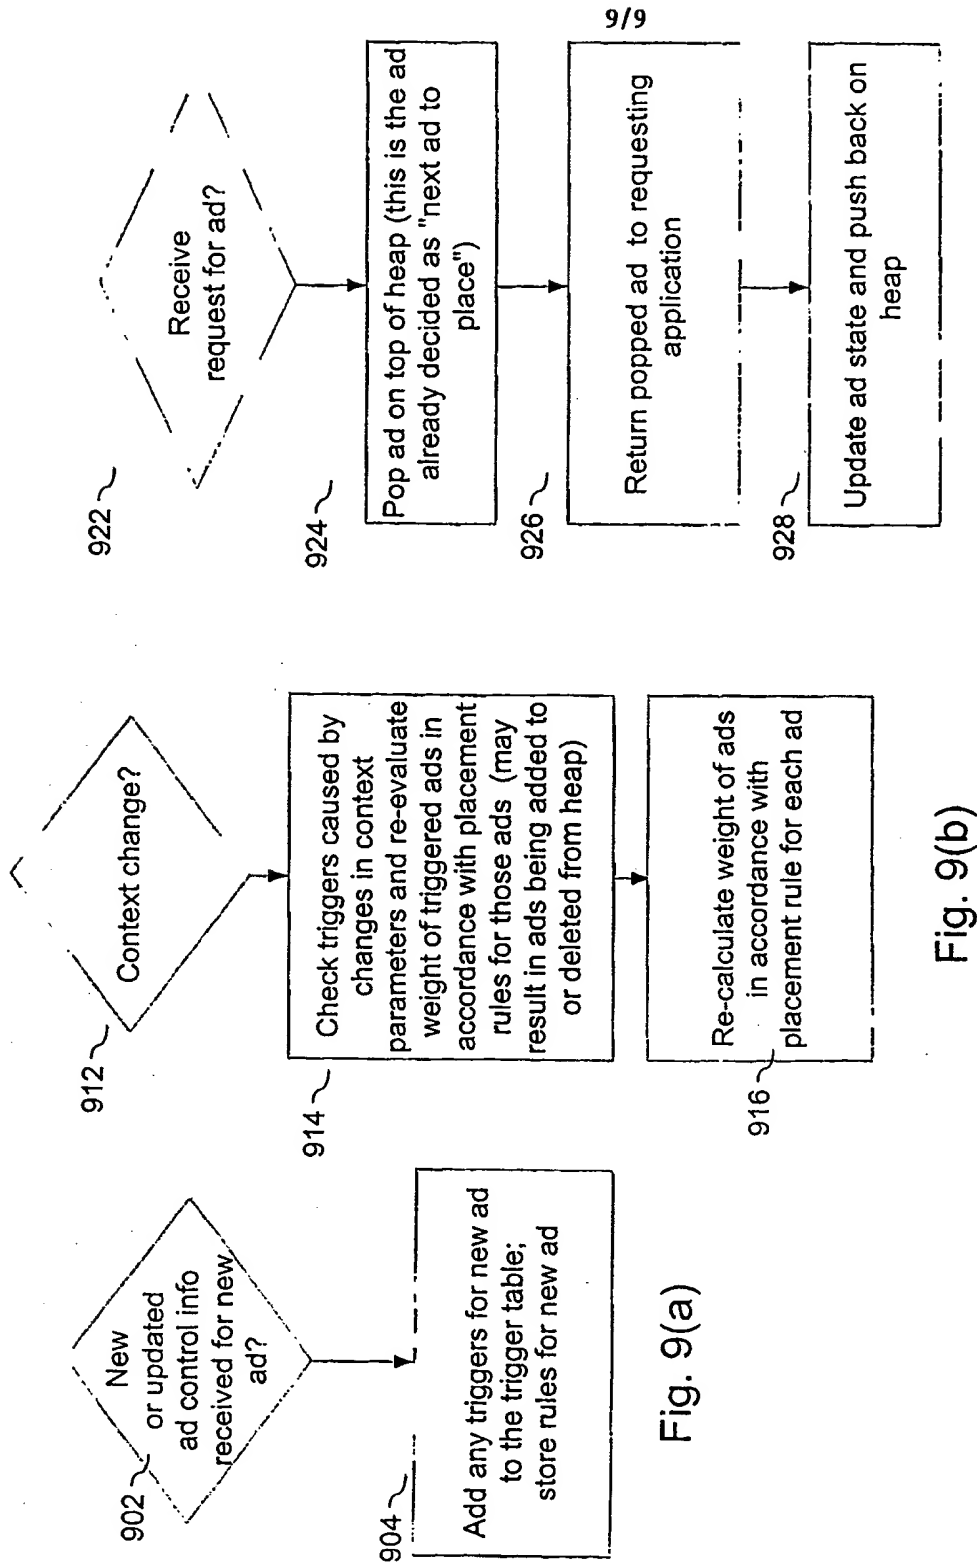 9/9
902
New
or updated
ad control info
received for new
ad?
904
Add any triggers for new ad
to the trigger table;
store rules for new ad
Fig. 9(a)
912
Context change?
914
Check triggers caused by
changes in context
parameters and re-evaluate
weight of triggered ads in
accordance with placement
rules for those ads (may
result in ads being added to
or deleted from heap)
916
Re-calculate weight of ads
in accordance with
placement rule for each ad
Fig. 9(b)
922
Receive
request for ad?
924
Pop ad on top of heap (this is the ad
already decided as "next ad to
place")
926
Return popped ad to requesting
application
928
Update ad state and push back on
heap